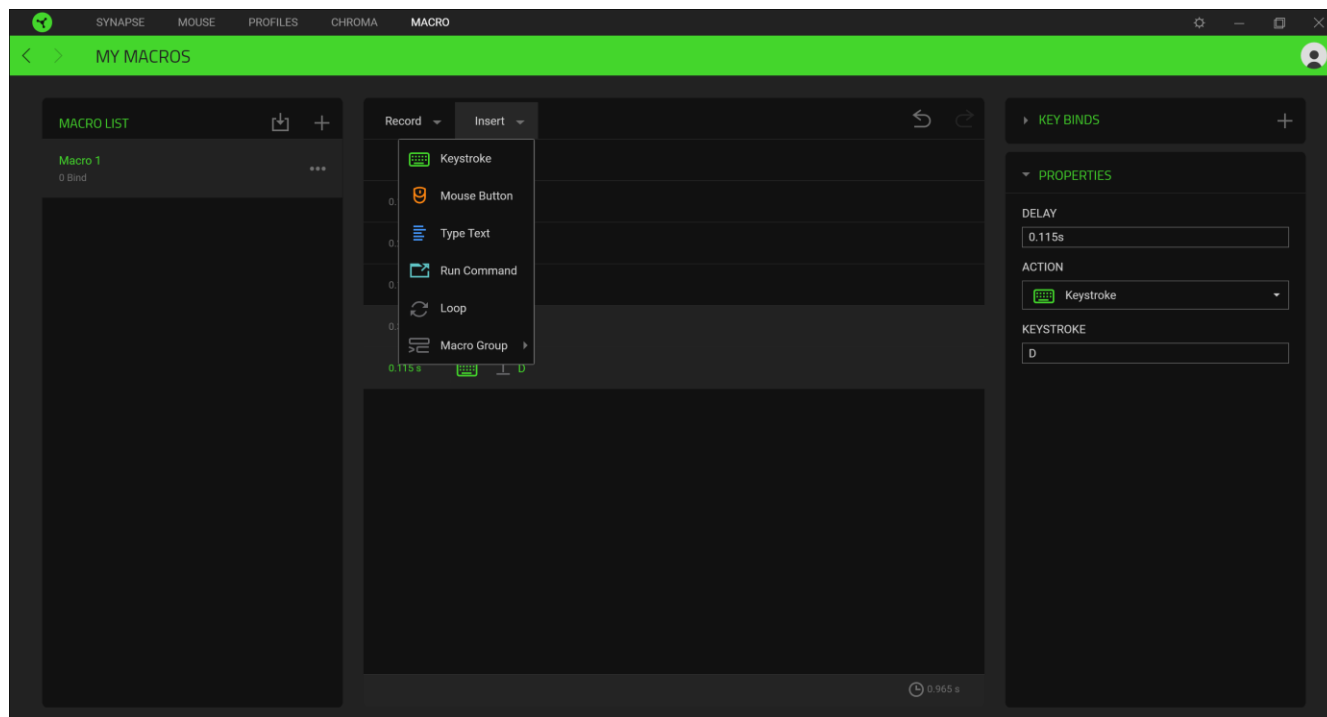 SYNAPSE MOUSE PROFILES CHROMA MACRO
MY MACROS
MACRO LIST
Macro 1
0 Bind
Record Insert
Keystroke
Mouse Button
Type Text
Run Command
Loop
Macro Group
0.115 s D
0.965 s
KEY BINDS
PROPERTIES
DELAY
0.115s
ACTION
Keystroke
KEYSTROKE
D